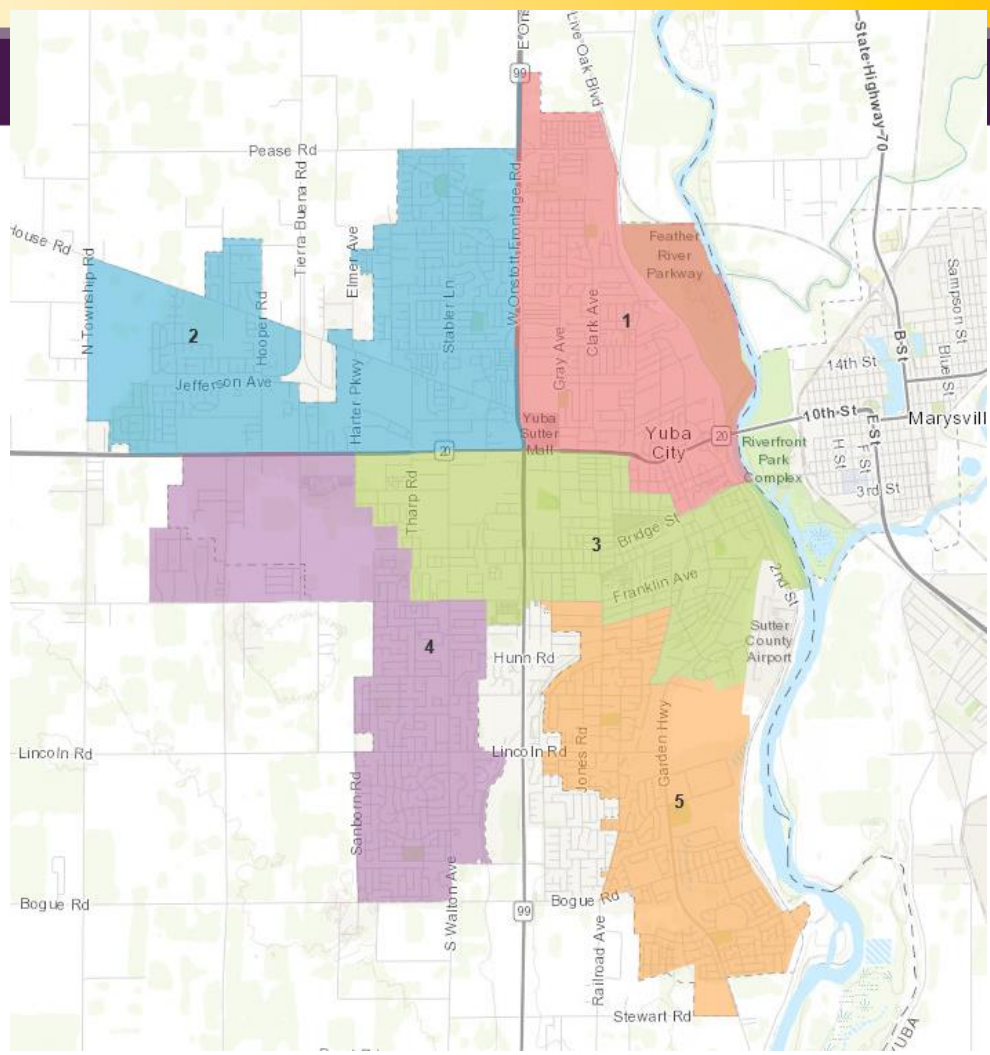 E Ons
Live Oak Blvd
State Highway 70
99
Pease Rd
Tierra Buena Rd
W Onstott Frontage Rd
House Rd
N Township Rd
Elmer Ave
Feather
River
Parkway
Sampson St
Hooper Rd
Stabler Ln
Clark Ave
1
2
Gray Ave
B St
14th St
Blue St
Jefferson Ave
Harter Pkwy
10th St
E St
Marysvill
Yuba
Sutter
Mall
Yuba
City
20
20
Riverfront
Park
Complex
H St
F St
3rd St
Tharp Rd
Bridge St
3
Franklin Ave
2nd St
Sutter
County
Airport
4
Hunn Rd
Lincoln Rd
Lincoln Rd
Jones Rd
Garden Hwy
5
Sanborn Rd
S Walton Ave
Bogue Rd
99
Bogue Rd
Railroad Ave
Stewart Rd
YUBA